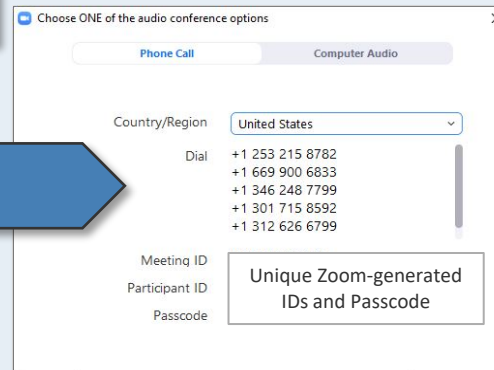 Choose ONE of the audio conference options
Phone Call
Computer Audio
Country/Region
United States
Dial
+1 253 215 8782
+1 669 900 6833
+1 346 248 7799
+1 301 715 8592
+1 312 626 6799
Meeting ID
Participant ID
Passcode
Unique Zoom-generated
IDs and Passcode